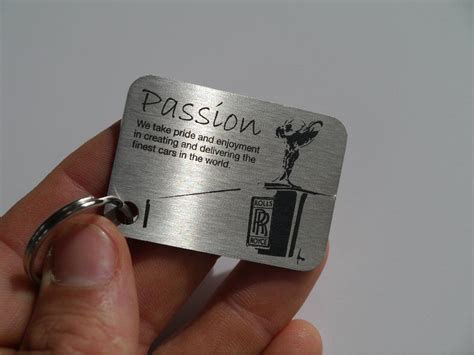 Passion
We take pride and enjoyment
in creating and delivering the
finest cars in the world.
ROLLS
RR
ROYCE